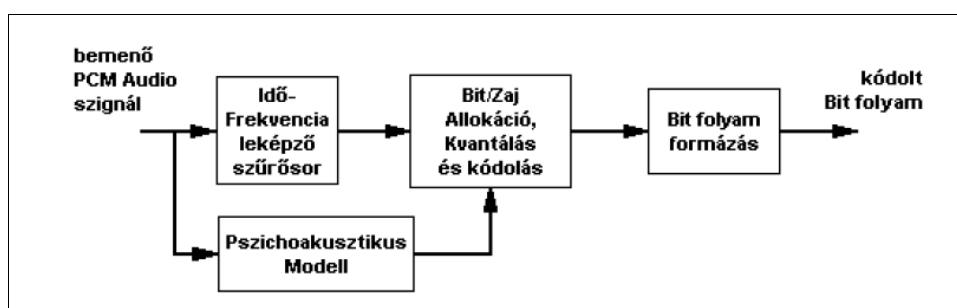 bemenő
PCM Audio
szignál
Idő-
Frekvencia
leképző
szűrősor
Bit/Zaj
Allokáció,
Kvantálás
és kódolás
Bit folyam
formázás
kódolt
Bit folyam
Pszichoakusztikus
Modell